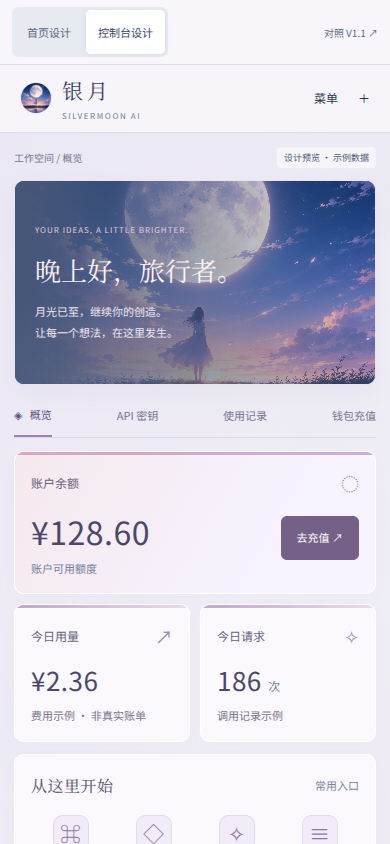 首页设计 控制台设计 对照 V1.1 ↗
银月
SILVERMOON AI
菜单 +
工作空间 / 概览 设计预览 · 示例数据
YOUR IDEAS, A LITTLE BRIGHTER.
晚上好，旅行者。
月光已至，继续你的创造。
让每一个想法，在这里发生。
◈ 概览 API 密钥 使用记录 钱包充值
账户余额
¥128.60
去充值 ↗
账户可用额度
今日用量 ↗
¥2.36
费用示例 · 非真实账单
今日请求 ✧
186 次
调用记录示例
从这里开始 常用入口
⌘ ◇ ✧ ≡